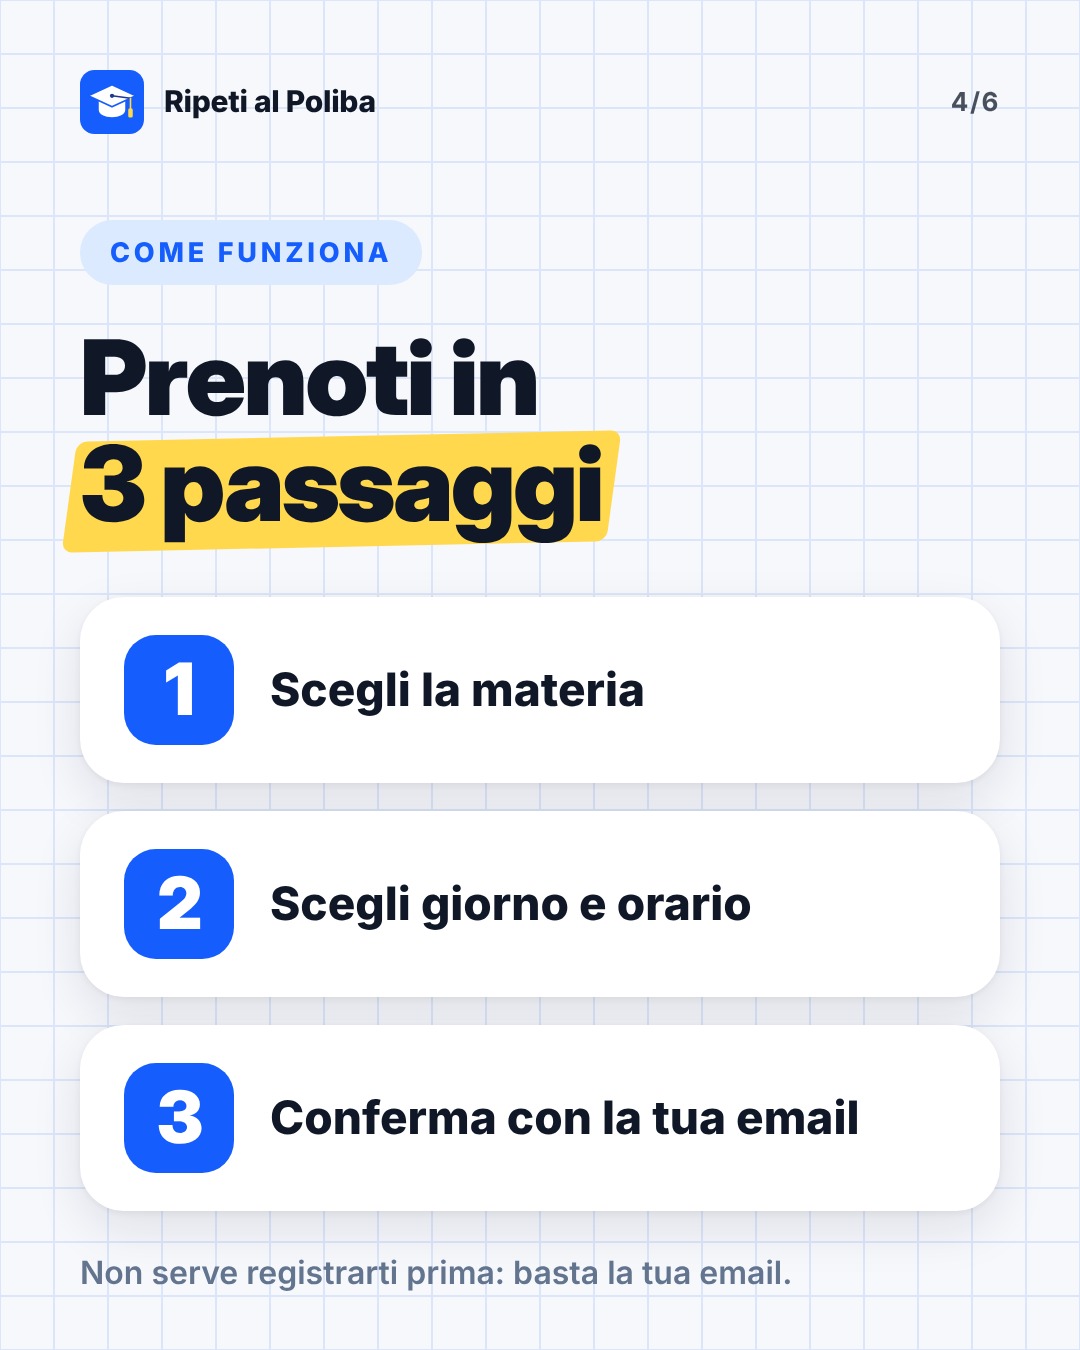 Ripeti al Poliba
4/6
COME FUNZIONA
Prenoti in
3 passaggi
1
Scegli la materia
2
Scegli giorno e orario
3
Conferma con la tua email
Non serve registrarti prima: basta la tua email.